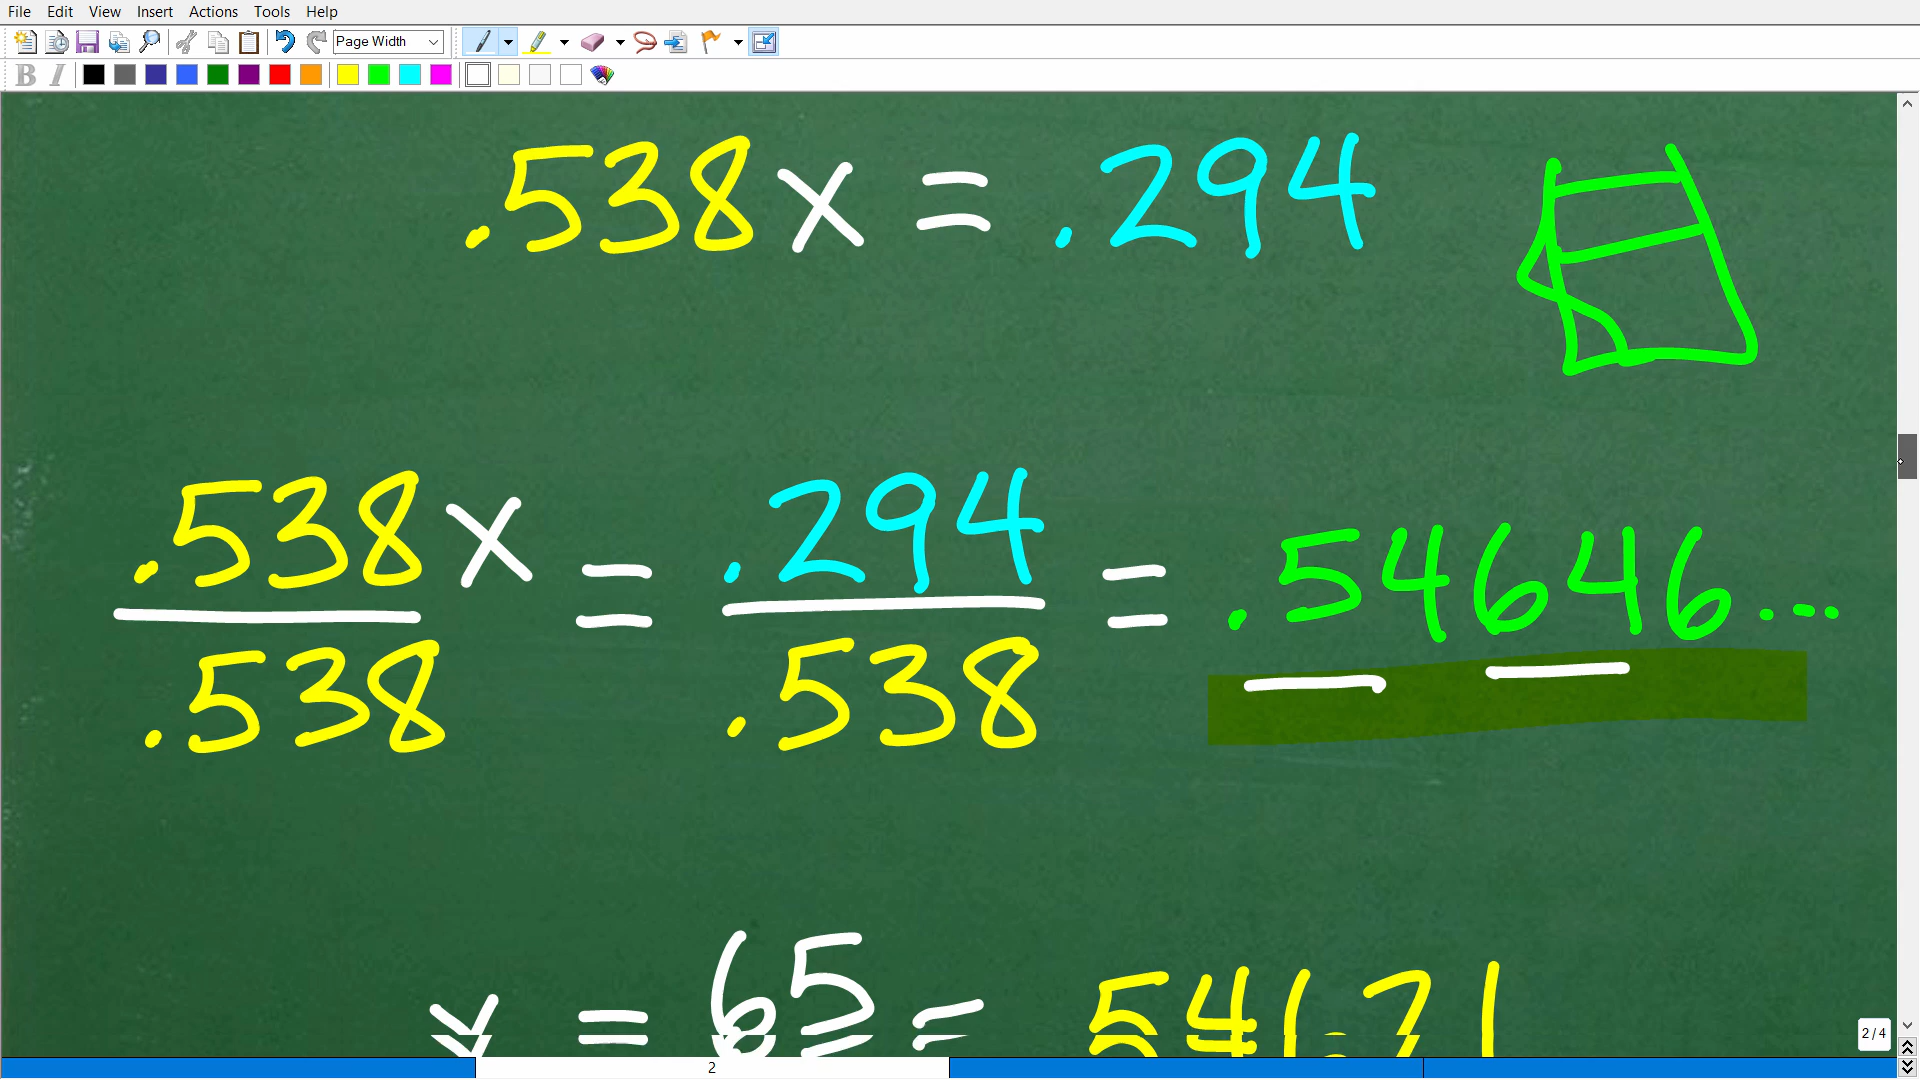 File Edit View Insert Actions Tools Help
Page Width
B I
.538x = .294
.538x = .294 = .54646...
.538 .538
x = 65 =
2 / 4
2